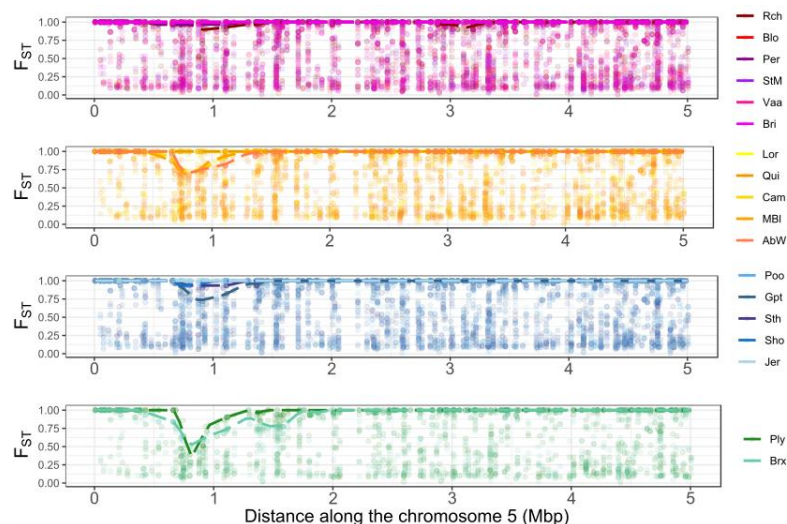 1.00
0.75
0.50
0.25
0.00
FST
0 1 2 3 4 5
Rch
Blo
Per
StM
Vaa
Bri
1.00
0.75
0.50
0.25
0.00
FST
0 1 2 3 4 5
Lor
Qui
Cam
MBl
AbW
1.00
0.75
0.50
0.25
0.00
FST
0 1 2 3 4 5
Poo
Gpt
Sth
Sho
Jer
1.00
0.75
0.50
0.25
0.00
FST
0 1 2 3 4 5
Ply
Brx
Distance along the chromosome 5 (Mbp)